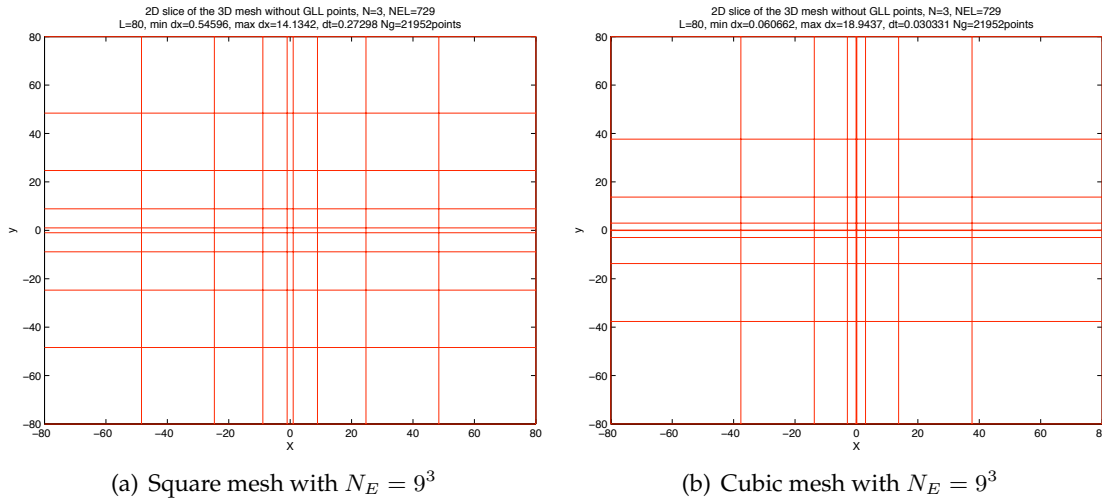 2D slice of the 3D mesh without GLL points, N=3, NEL=729
L=80, min dx=0.54596, max dx=14.1342, dt=0.27298 Ng=21952points
80
60
40
20
0
−20
−40
−60
−80
y
−80 −60 −40 −20 0 20 40 60 80
X
(a) Square mesh with N_E = 9^3
2D slice of the 3D mesh without GLL points, N=3, NEL=729
L=80, min dx=0.060662, max dx=18.9437, dt=0.030331 Ng=21952points
80
60
40
20
0
−20
−40
−60
−80
y
−80 −60 −40 −20 0 20 40 60 80
X
(b) Cubic mesh with N_E = 9^3